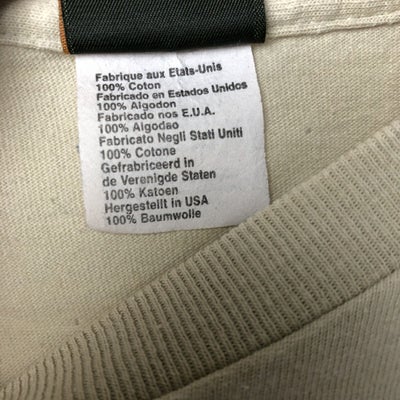 Fabrique aux Etats-Unis
100% Coton
Fabricado en Estados Unidos
100% Algodon
Fabricado nos E.U.A.
100% Algodao
Fabricato Negli Stati Uniti
100% Cotone
Gefrabriceerd in
de Verenigde Staten
100% Katoen
Hergestellt in USA
100% Baumwolle